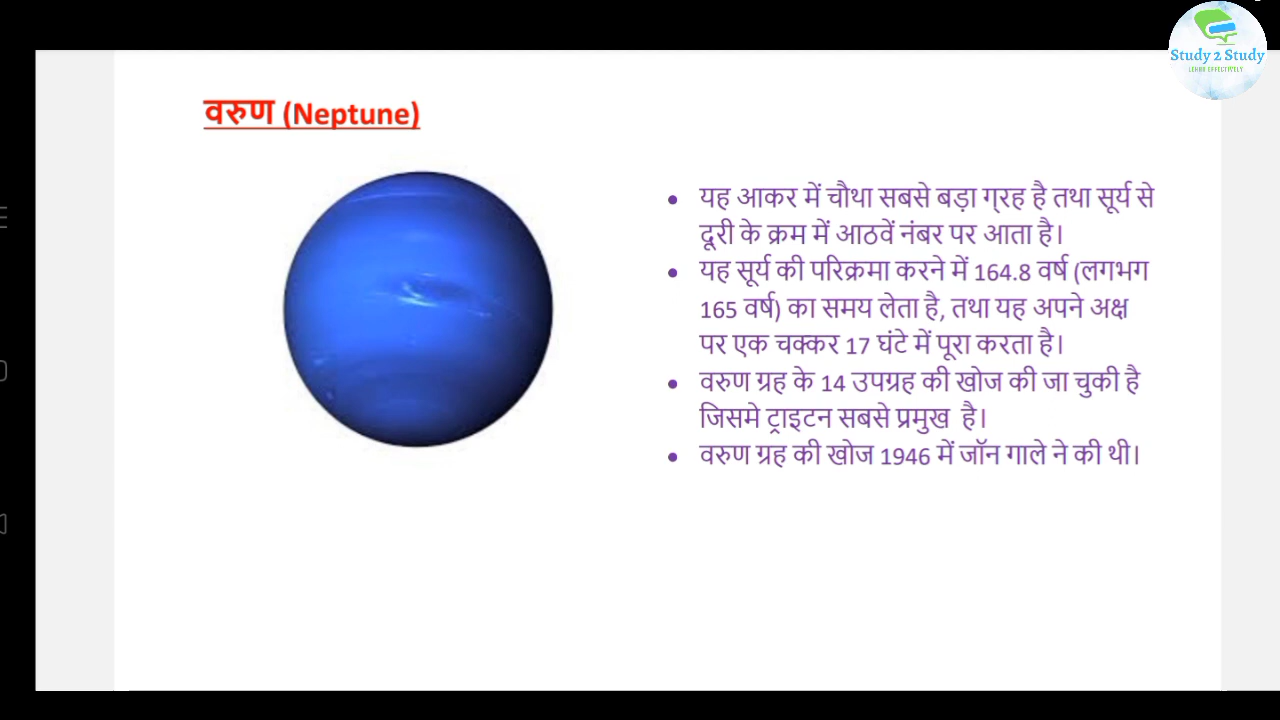 Study 2 Study
LEARN EFFECTIVELY
वरुण (Neptune)
• यह आकर में चौथा सबसे बड़ा ग्रह है तथा सूर्य से
दूरी के क्रम में आठवें नंबर पर आता है।
• यह सूर्य की परिक्रमा करने में 164.8 वर्ष (लगभग
165 वर्ष) का समय लेता है, तथा यह अपने अक्ष
पर एक चक्कर 17 घंटे में पूरा करता है।
• वरुण ग्रह के 14 उपग्रह की खोज की जा चुकी है
जिसमे ट्राइटन सबसे प्रमुख है।
• वरुण ग्रह की खोज 1946 में जॉन गाले ने की थी।